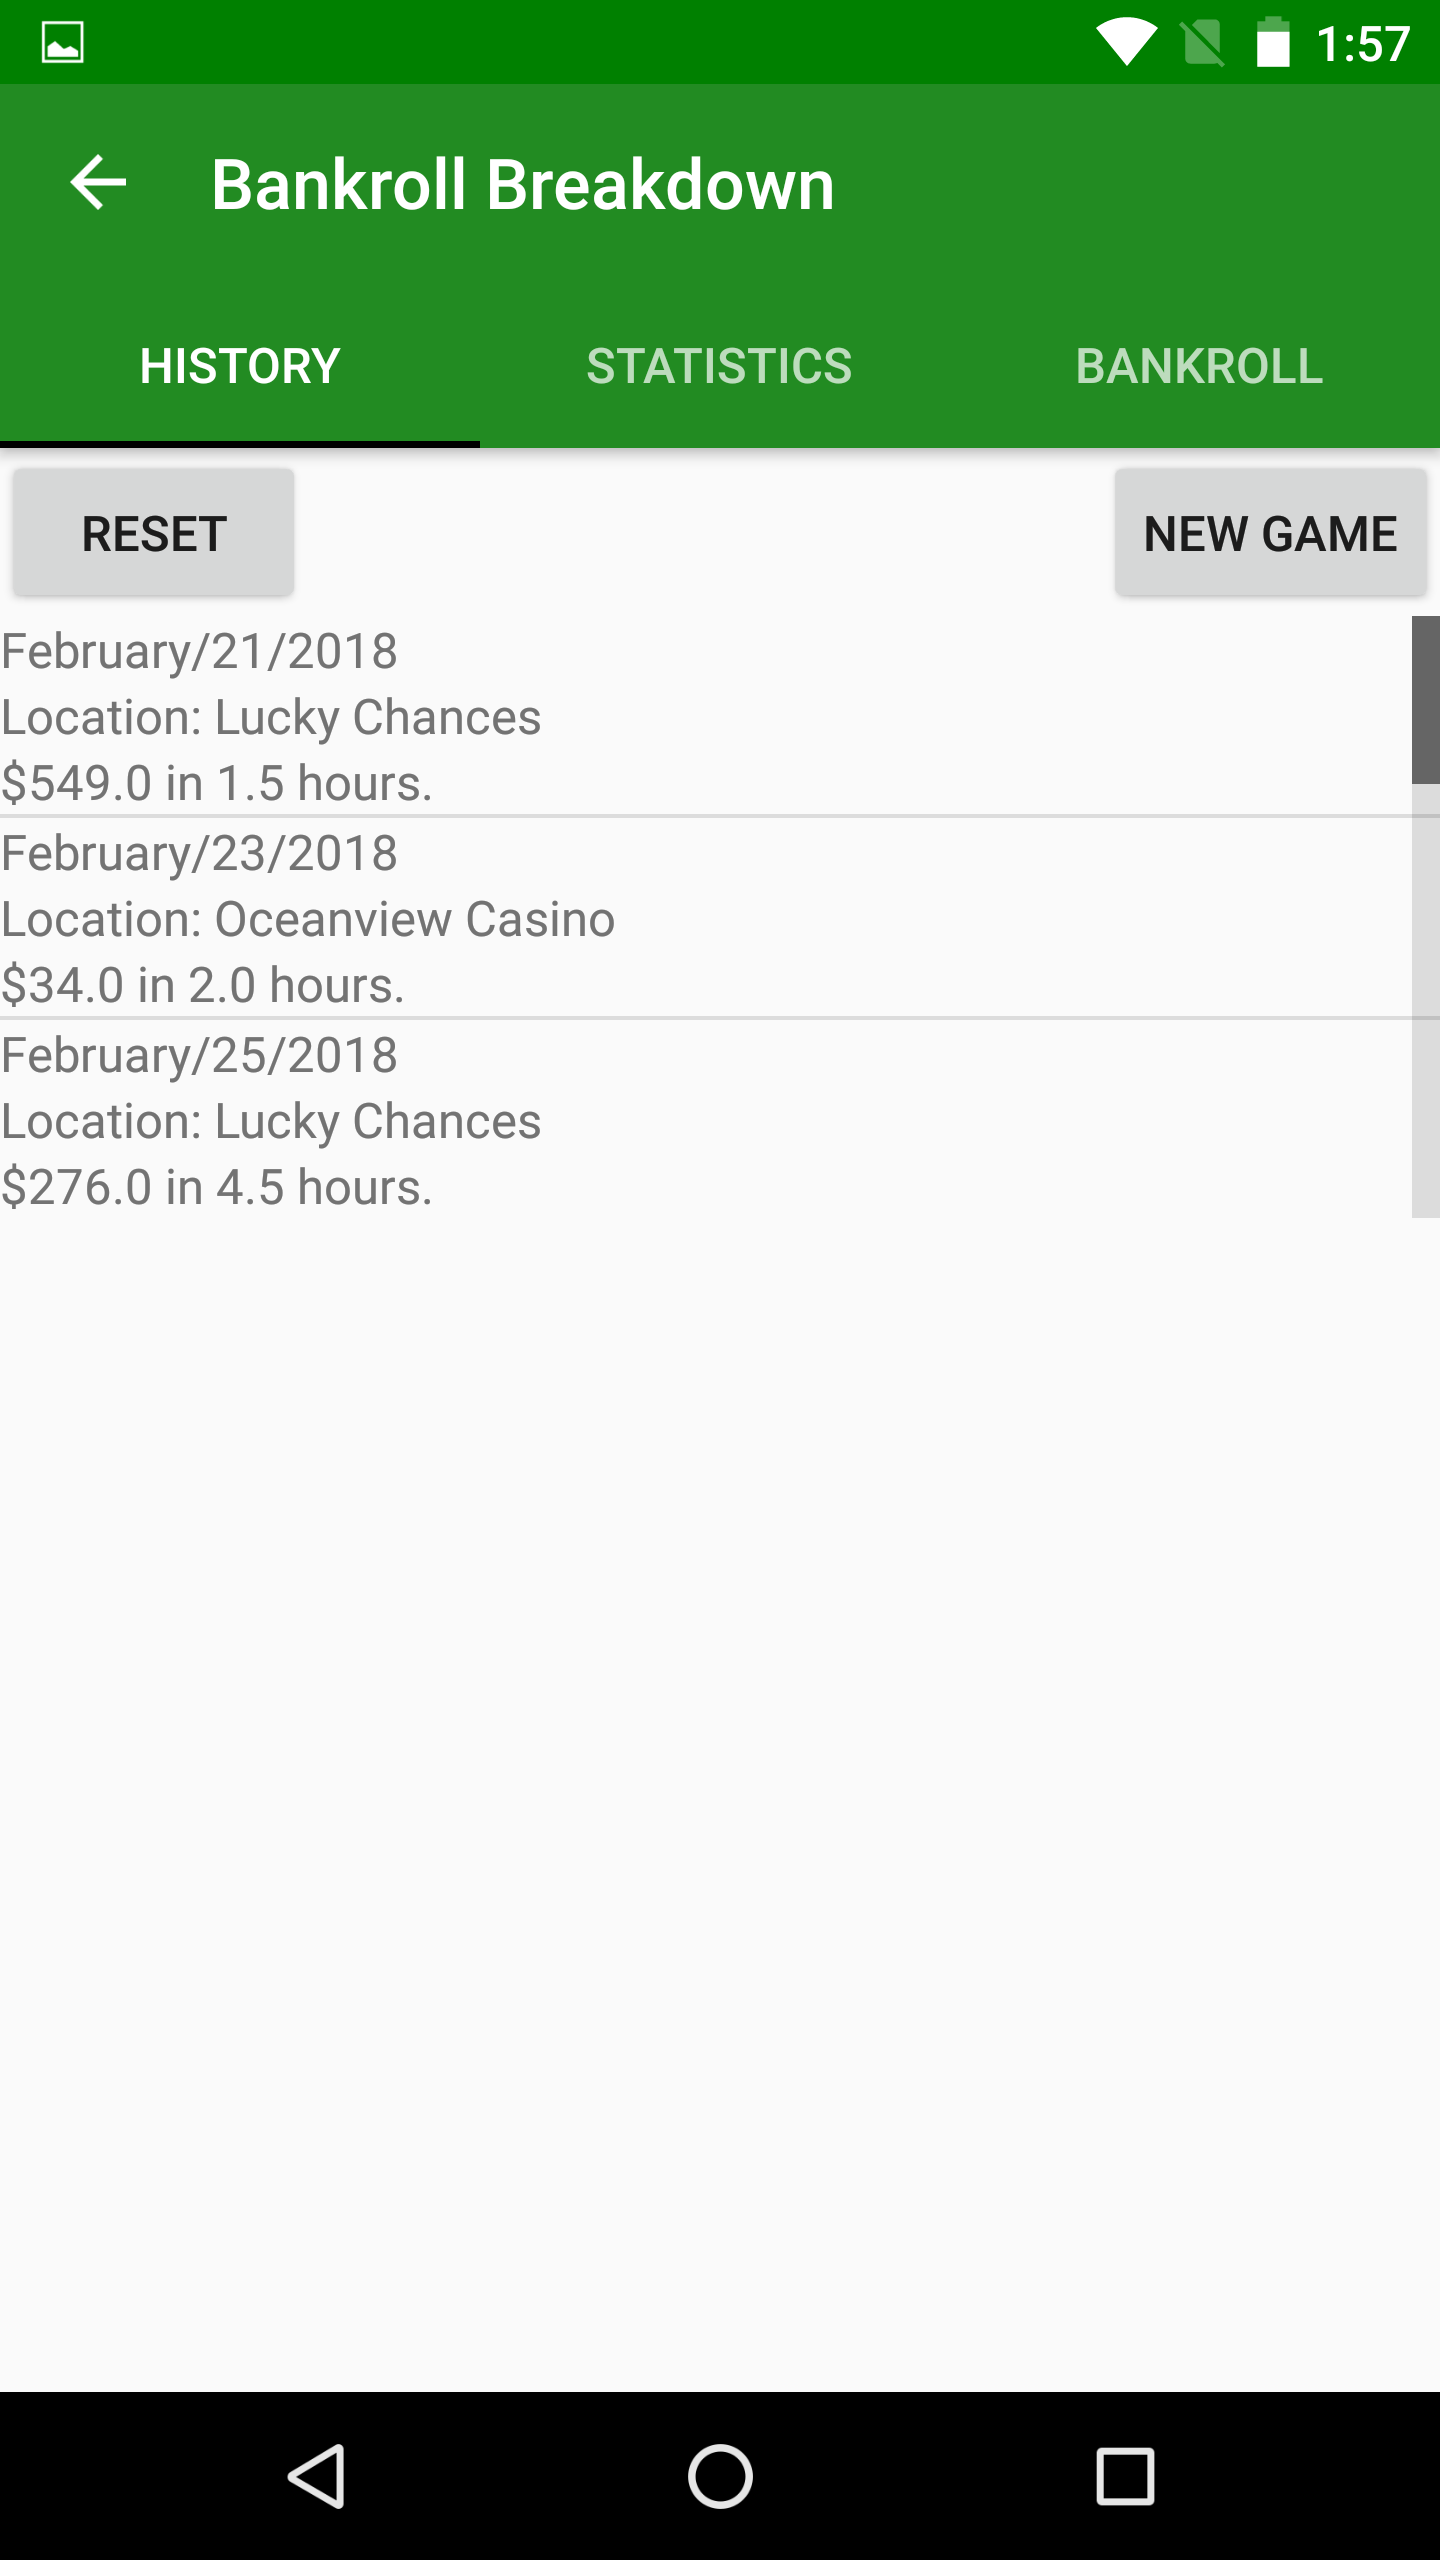 1:57
Bankroll Breakdown
HISTORY STATISTICS BANKROLL
RESET NEW GAME
February/21/2018
Location: Lucky Chances
$549.0 in 1.5 hours.
February/23/2018
Location: Oceanview Casino
$34.0 in 2.0 hours.
February/25/2018
Location: Lucky Chances
$276.0 in 4.5 hours.